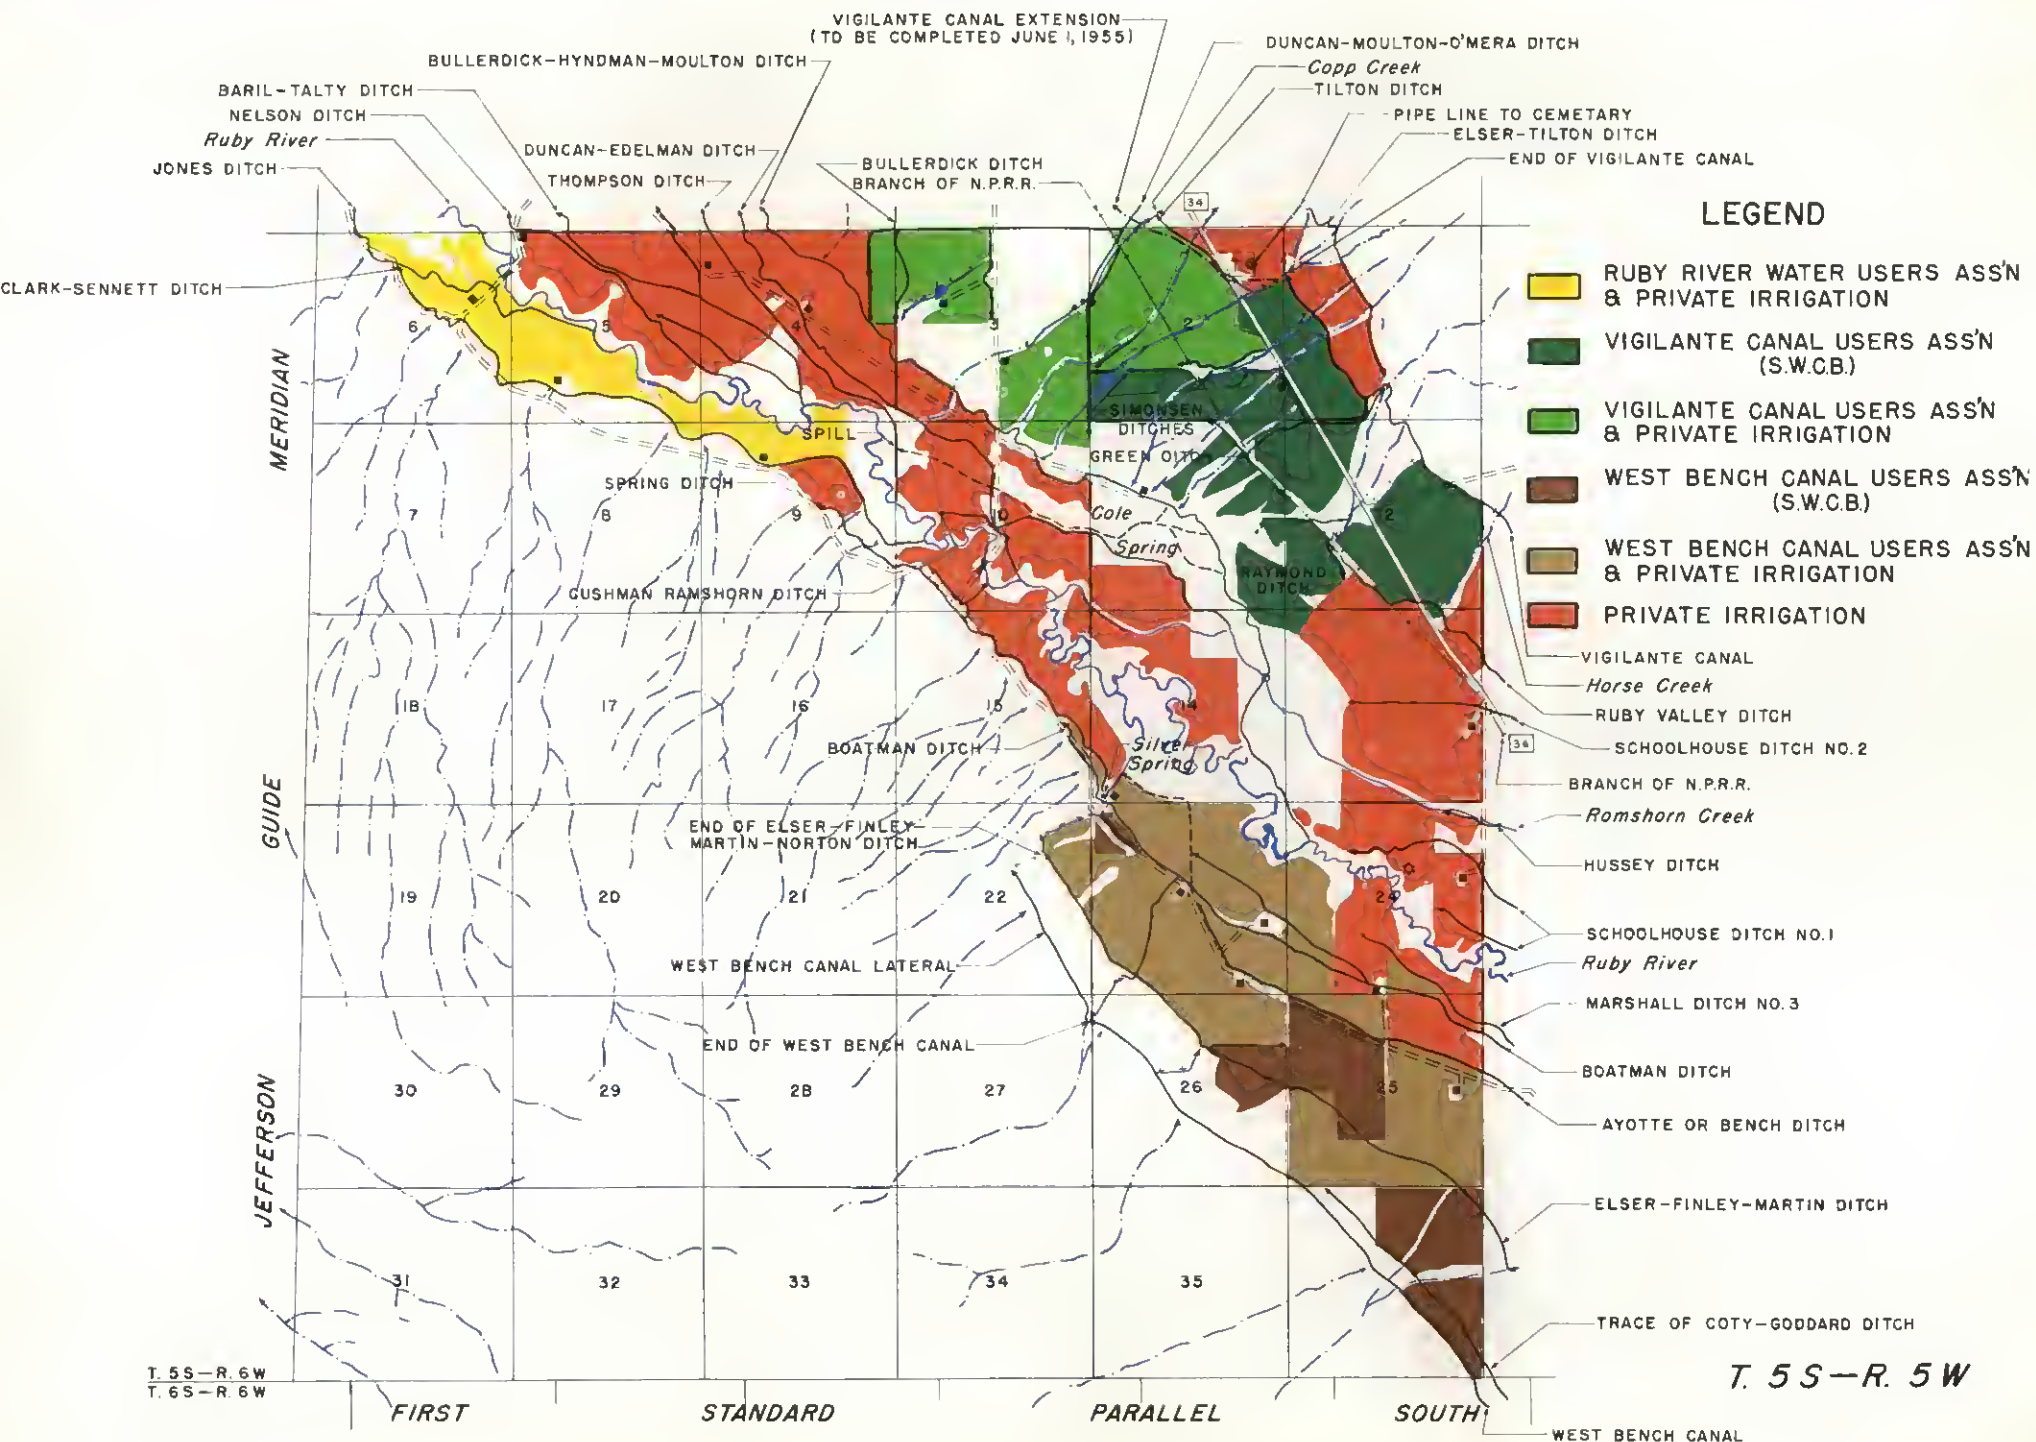 VIGILANTE CANAL EXTENSION
(TO BE COMPLETED JUNE 1, 1955)
BULLERDICK-HYNDMAN-MOULTON DITCH
BARIL-TALTY DITCH
NELSON DITCH
Ruby River
JONES DITCH
DUNCAN-EDELMAN DITCH
THOMPSON DITCH
BULLERDICK DITCH
BRANCH OF N.P.R.R.
DUNCAN-MOULTON-O'MERA DITCH
Copp Creek
TILTON DITCH
PIPE LINE TO CEMETARY
ELSER-TILTON DITCH
END OF VIGILANTE CANAL
34
CLARK-SENNETT DITCH
LEGEND
RUBY RIVER WATER USERS ASS'N
& PRIVATE IRRIGATION
VIGILANTE CANAL USERS ASS'N
(S.W.C.B.)
VIGILANTE CANAL USERS ASS'N
& PRIVATE IRRIGATION
WEST BENCH CANAL USERS ASS'N
(S.W.C.B.)
WEST BENCH CANAL USERS ASS'N
& PRIVATE IRRIGATION
PRIVATE IRRIGATION
6
5
4
3
2
SIMONSEN
DITCHES
GREEN DITCH
SPILL
SPRING DITCH
7
8
9
10
Cole
Spring
2
RAYMOND
DITCH
CUSHMAN RAMSHORN DITCH
VIGILANTE CANAL
Horse Creek
RUBY VALLEY DITCH
SCHOOLHOUSE DITCH NO.2
34
BRANCH OF N.P.R.R.
Romshorn Creek
HUSSEY DITCH
SCHOOLHOUSE DITCH NO.1
Ruby River
MARSHALL DITCH NO.3
BOATMAN DITCH
AYOTTE OR BENCH DITCH
ELSER-FINLEY-MARTIN DITCH
TRACE OF COTY-GODDARD DITCH
WEST BENCH CANAL
18
17
16
15
14
BOATMAN DITCH
Silver
Spring
END OF ELSER-FINLEY-
MARTIN-NORTON DITCH
19
20
21
22
24
WEST BENCH CANAL LATERAL
END OF WEST BENCH CANAL
30
29
28
27
26
25
31
32
33
34
35
MERIDIAN
GUIDE
JEFFERSON
T. 5S-R. 6W
T. 6S-R. 6W
FIRST STANDARD PARALLEL SOUTH
T. 5 S-R. 5 W